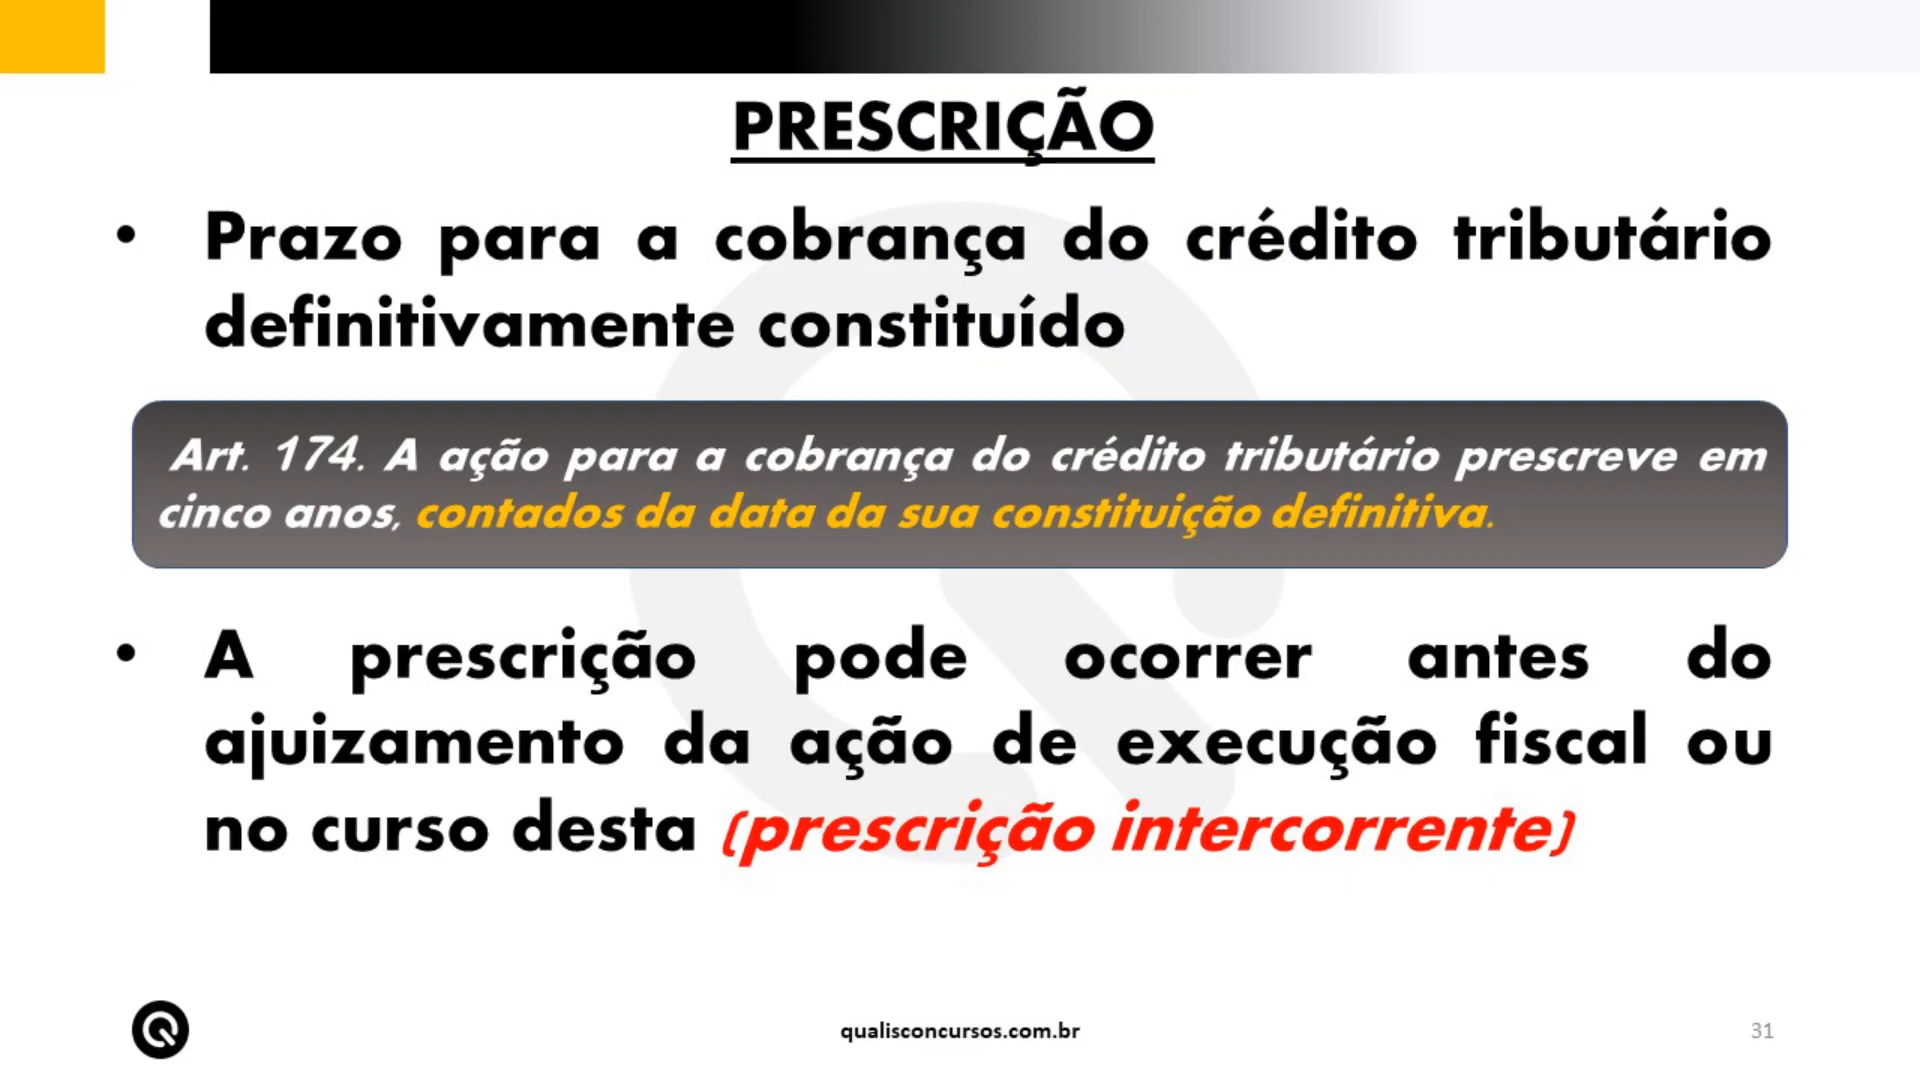 PRESCRIÇÃO
• Prazo para a cobrança do crédito tributário
definitivamente constituído
Art. 174. A ação para a cobrança do crédito tributário prescreve em
cinco anos, contados da data da sua constituição definitiva.
• A prescrição pode ocorrer antes do
ajuizamento da ação de execução fiscal ou
no curso desta (prescrição intercorrente)
qualisconcursos.com.br
31